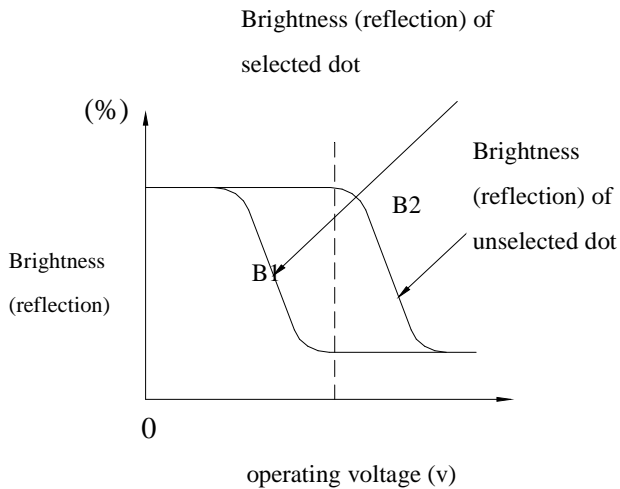 Brightness (reflection) of
selected dot
(%)
Brightness
(reflection) of
unselected dot
B2
B1
Brightness
(reflection)
0
operating voltage (v)